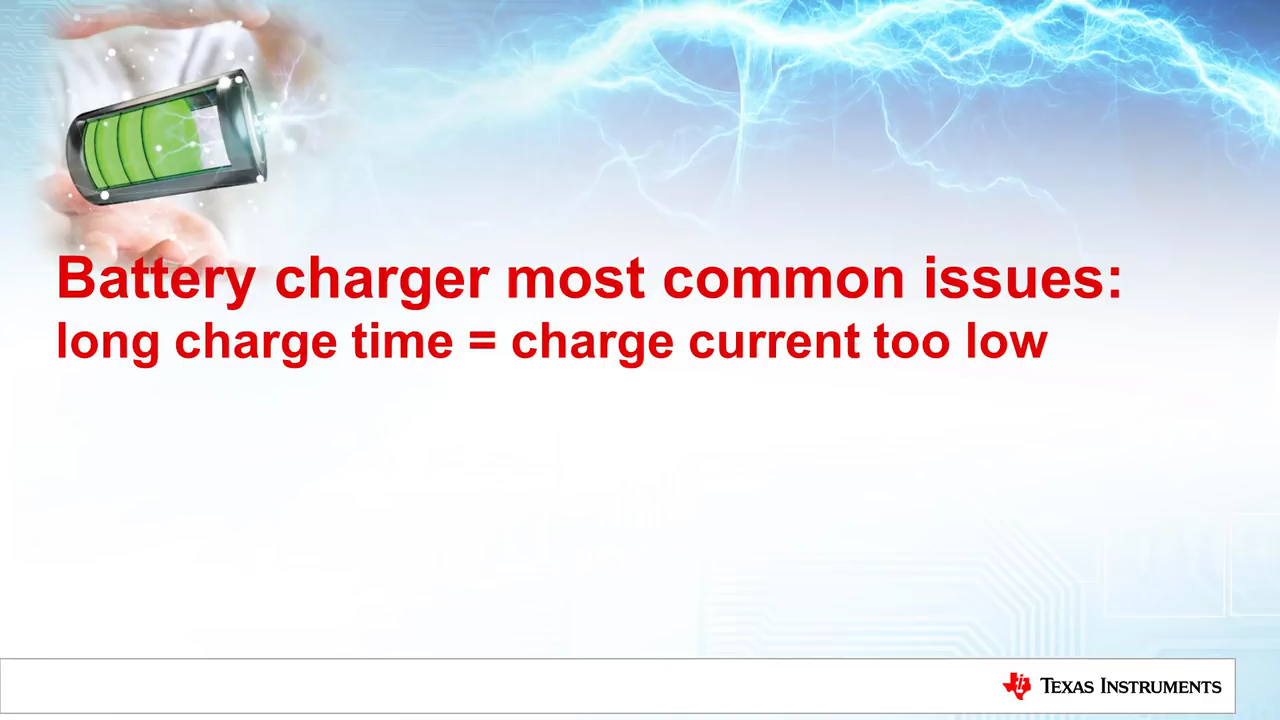 Battery charger most common issues:
long charge time = charge current too low
TEXAS INSTRUMENTS